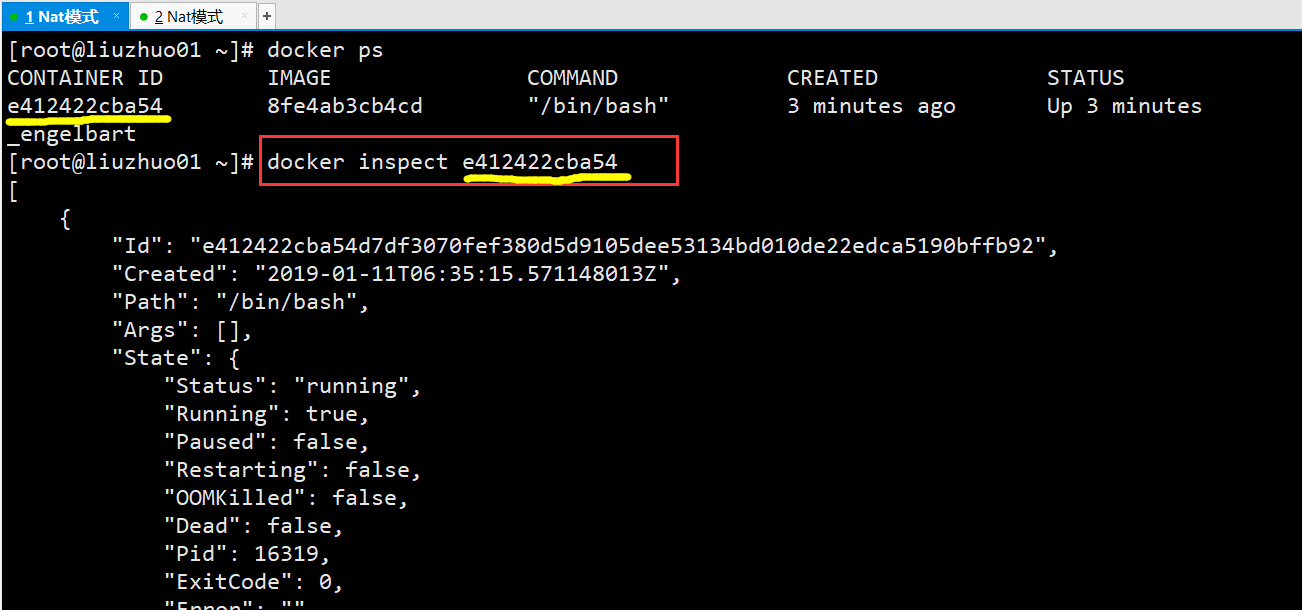 1 Nat模式 × 2 Nat模式 × +
[root@liuzhuo01 ~]# docker ps
CONTAINER ID IMAGE COMMAND CREATED STATUS
e412422cba54 8fe4ab3cb4cd "/bin/bash" 3 minutes ago Up 3 minutes
_engelbart
[root@liuzhuo01 ~]# docker inspect e412422cba54
[
{
"Id": "e412422cba54d7df3070fef380d5d9105dee53134bd010de22edca5190bffb92",
"Created": "2019-01-11T06:35:15.571148013Z",
"Path": "/bin/bash",
"Args": [],
"State": {
"Status": "running",
"Running": true,
"Paused": false,
"Restarting": false,
"OOMKilled": false,
"Dead": false,
"Pid": 16319,
"ExitCode": 0,
"Error": ""